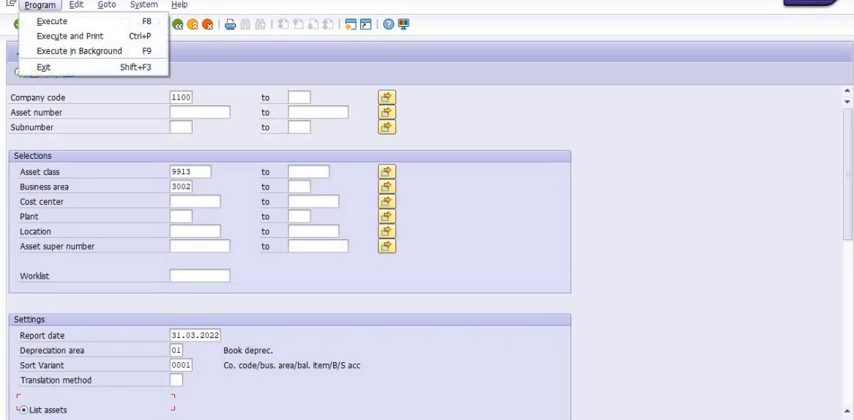 Program Edit Goto System Help
Execute F8
Execute and Print Ctrl+P
Execute in Background F9
Exit Shift+F3
Company code 1100 to
Asset number to
Subnumber to
Selections
Asset class 9913 to
Business area 3002 to
Cost center to
Plant to
Location to
Asset super number to
Worklist
Settings
Report date 31.03.2022
Depreciation area 01 Book deprec.
Sort Variant 0001 Co. code/bus. area/bal. item/B/S acc
Translation method
List assets